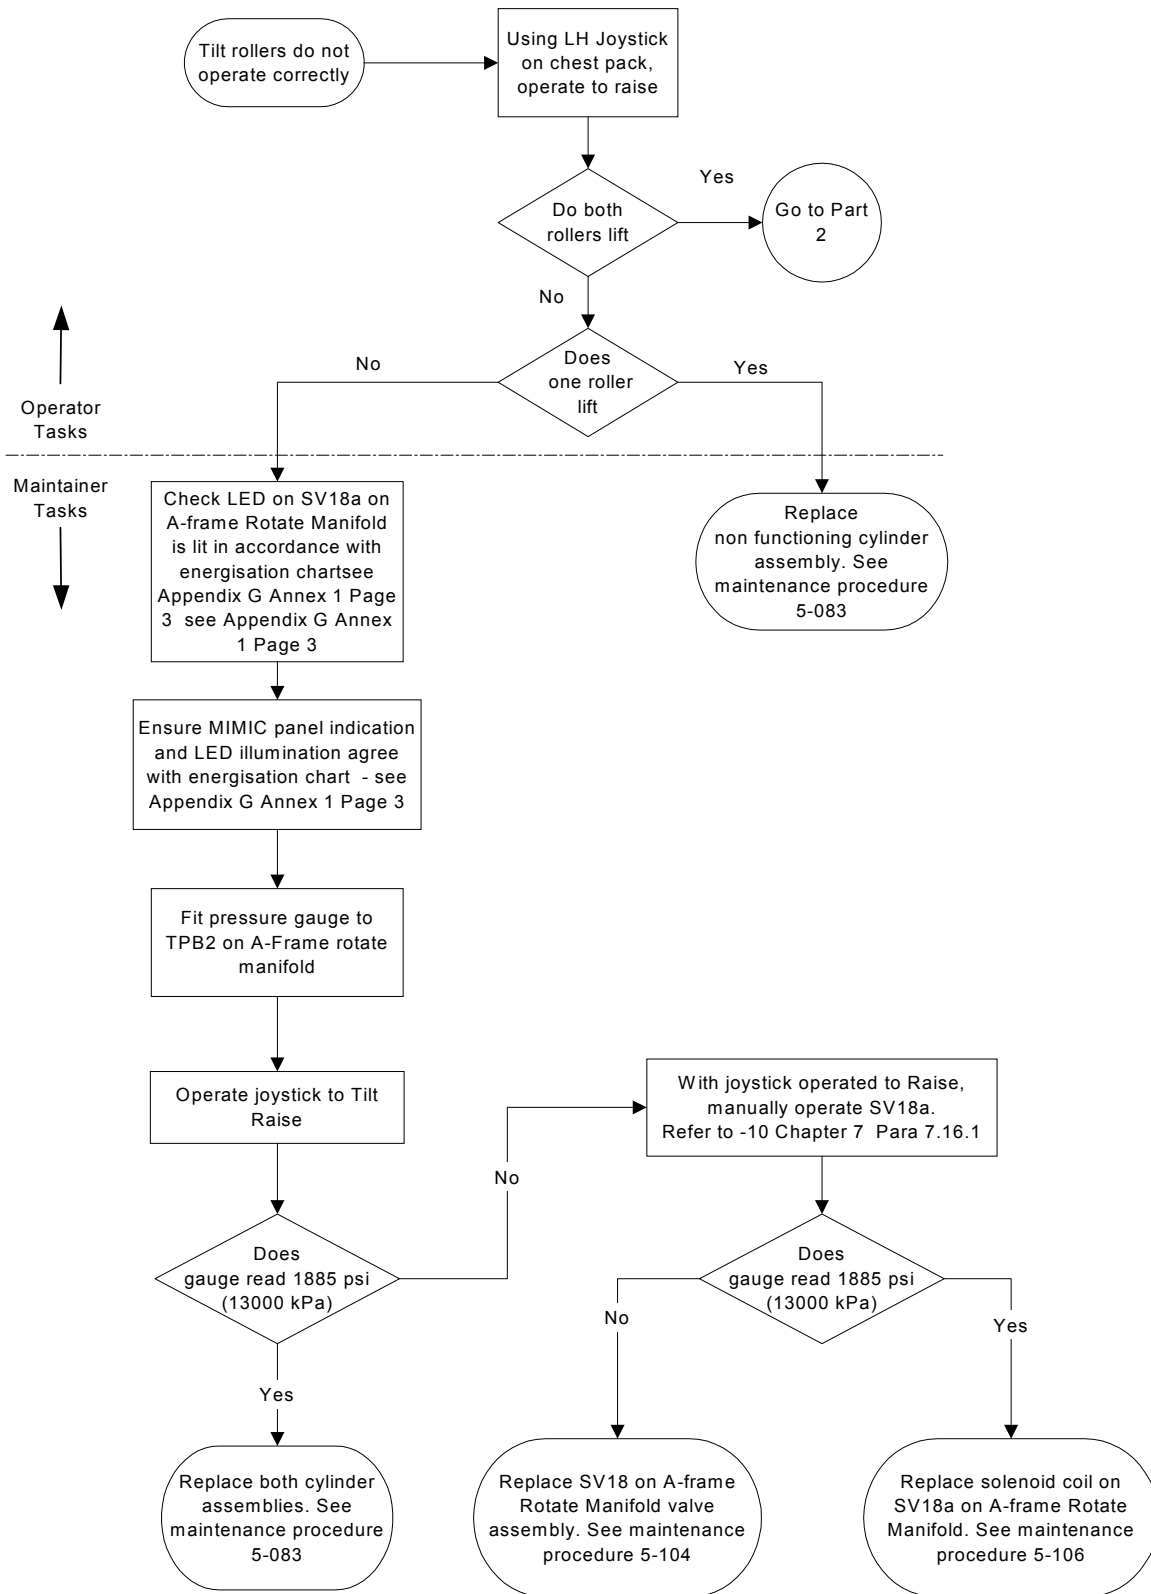 Tilt rollers do not
operate correctly
Using LH Joystick
on chest pack,
operate to raise
Do both
rollers lift
Yes
Go to Part
2
No
Does
one roller
lift
No
Yes
Operator
Tasks
Maintainer
Tasks
Check LED on SV18a on
A-frame Rotate Manifold
is lit in accordance with
energisation chartsee
Appendix G Annex 1 Page
3 see Appendix G Annex
1 Page 3
Replace
non functioning cylinder
assembly. See
maintenance procedure
5-083
Ensure MIMIC panel indication
and LED illumination agree
with energisation chart - see
Appendix G Annex 1 Page 3
Fit pressure gauge to
TPB2 on A-Frame rotate
manifold
Operate joystick to Tilt
Raise
With joystick operated to Raise,
manually operate SV18a.
Refer to -10 Chapter 7 Para 7.16.1
No
Does
gauge read 1885 psi
(13000 kPa)
Does
gauge read 1885 psi
(13000 kPa)
No
Yes
Yes
Replace both cylinder
assemblies. See
maintenance procedure
5-083
Replace SV18 on A-frame
Rotate Manifold valve
assembly. See maintenance
procedure 5-104
Replace solenoid coil on
SV18a on A-frame Rotate
Manifold. See maintenance
procedure 5-106